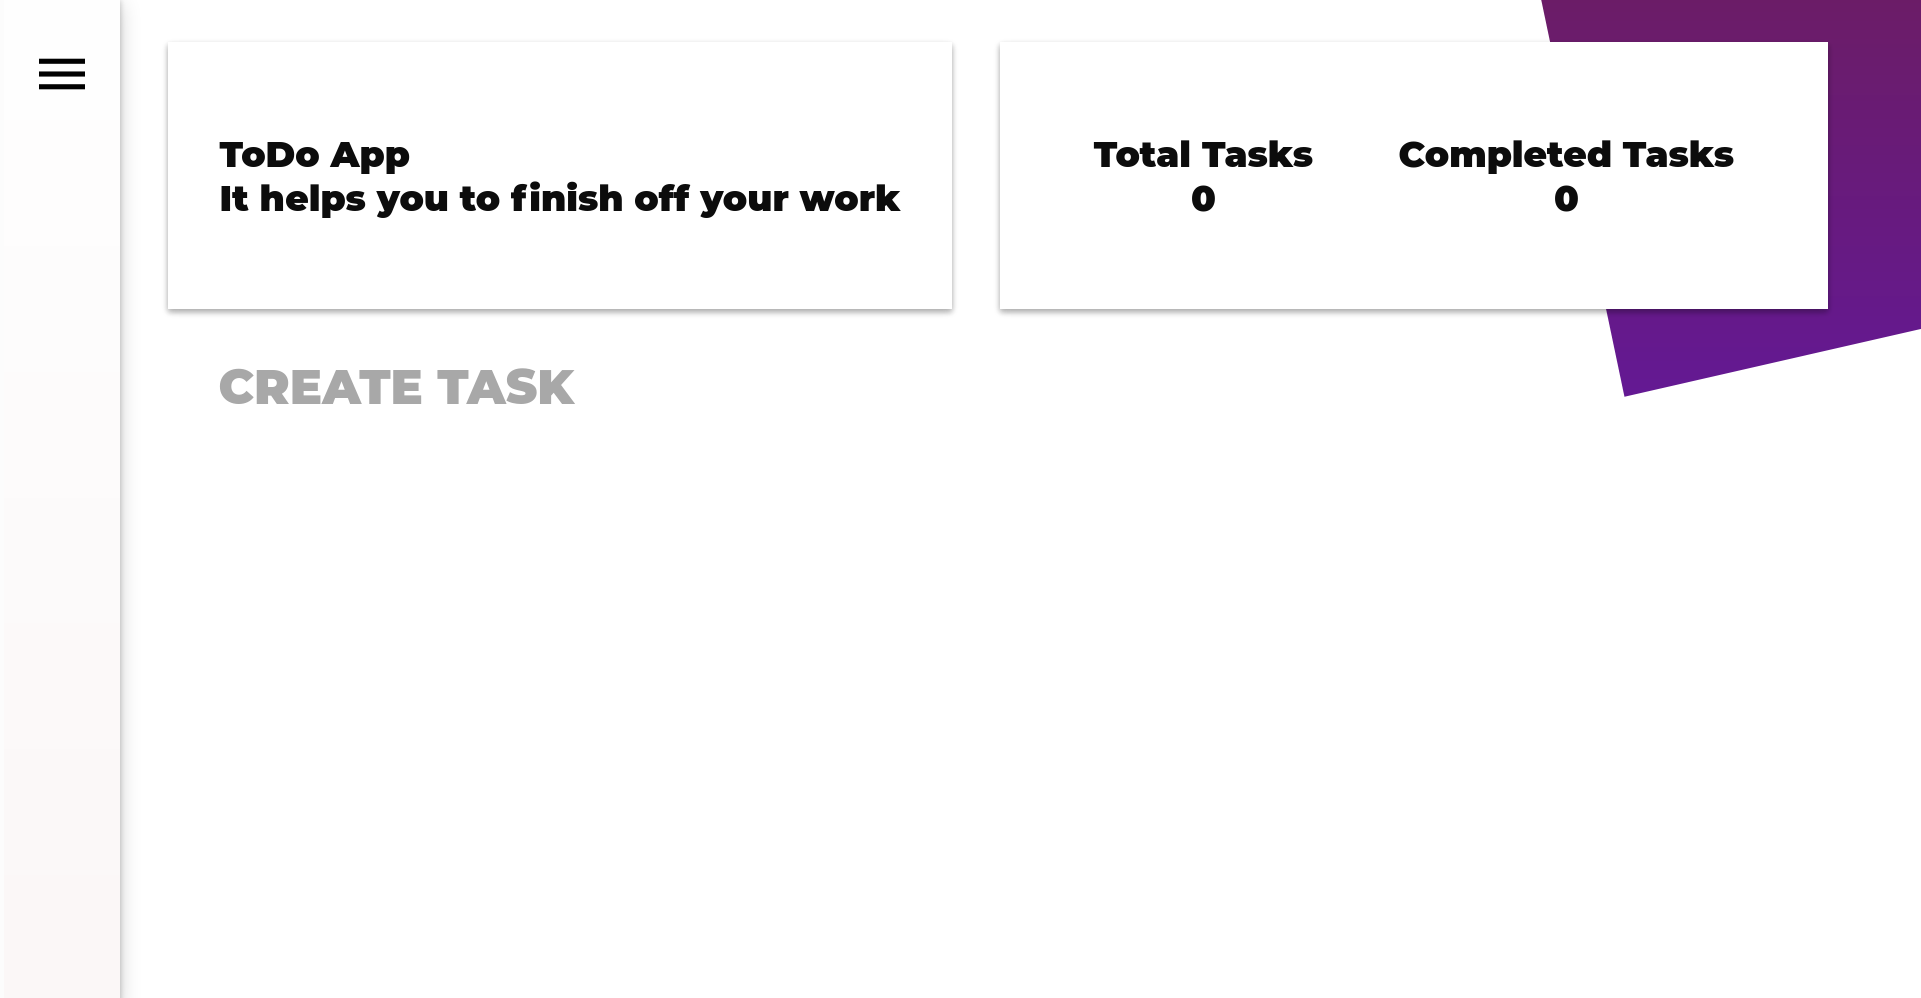 ToDo App
It helps you to finish off your work
Total Tasks
0
Completed Tasks
0
CREATE TASK